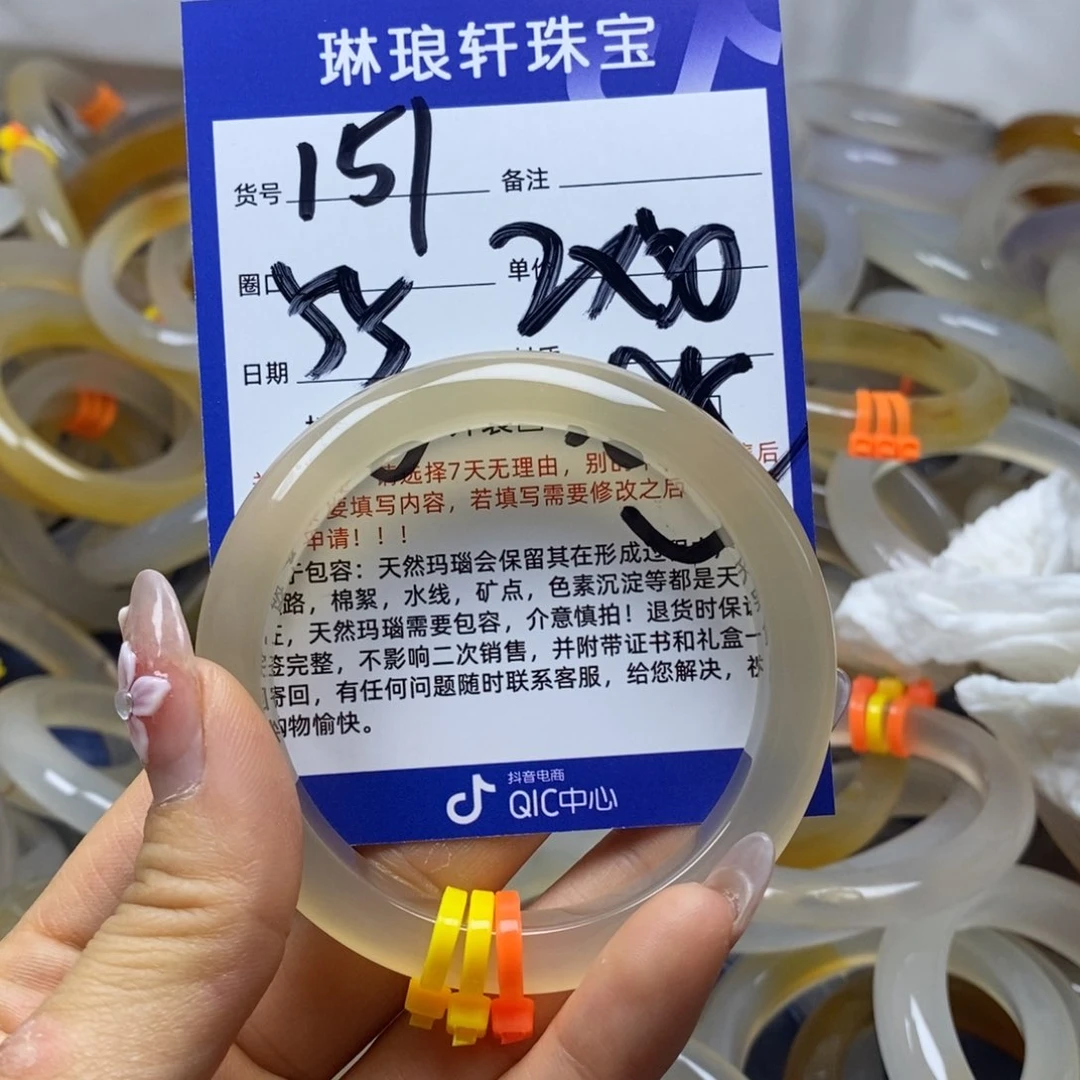 琳琅轩珠宝
货号 151 备注
圈口 55 单价
日期
选择7天无理由，别
要填写内容，若填写需要修改之后
申请！！！
包容：天然玛瑙会保留其在形成过
路，棉絮，水线，矿点，色素沉淀等都是天
天然玛瑙需要包容，介意慎拍！退货时保
签完整，不影响二次销售，并附带证书和礼盒一
寄回，有任何问题随时联系客服，给您解决，祝
购物愉快。
抖音电商
QIC中心